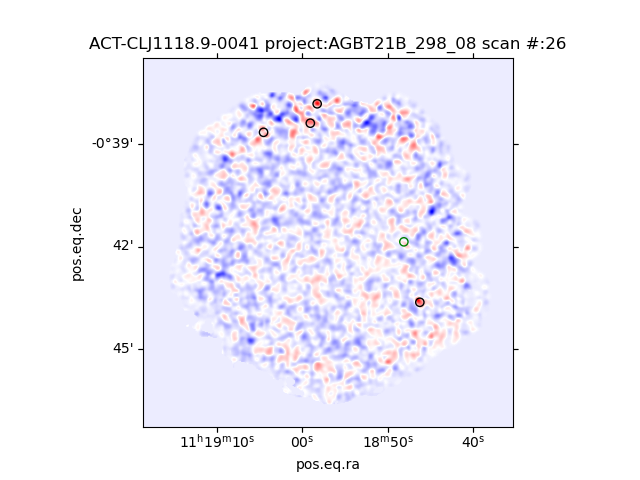 ACT-CLJ1118.9-0041 project:AGBT21B_298_08 scan #:26
-0°39'
42'
45'
pos.eq.dec
11ʰ19ᵐ10ˢ 00ˢ 18ᵐ50ˢ 40ˢ
pos.eq.ra